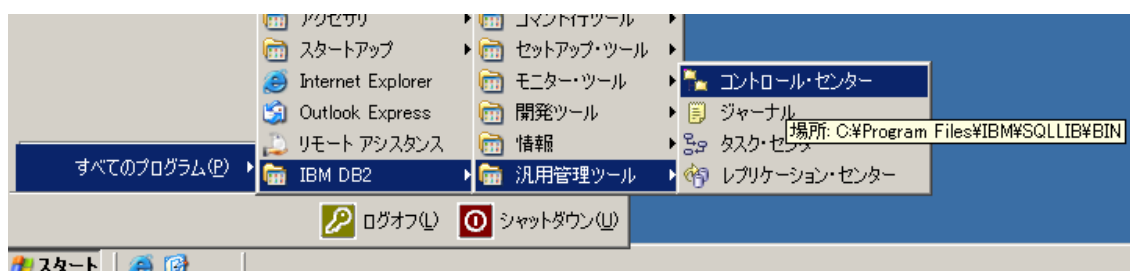 アクセサリ
スタートアップ
Internet Explorer
Outlook Express
リモート アシスタンス
IBM DB2
コマンド行ツール
セットアップ・ツール
モニター・ツール
開発ツール
情報
汎用管理ツール
コントロール・センター
ジャーナル
タスク・センター
レプリケーション・センター
場所: C:¥Program Files¥IBM¥SQLLIB¥BIN
すべてのプログラム(P)
ログオフ(L)
シャットダウン(U)
スタート